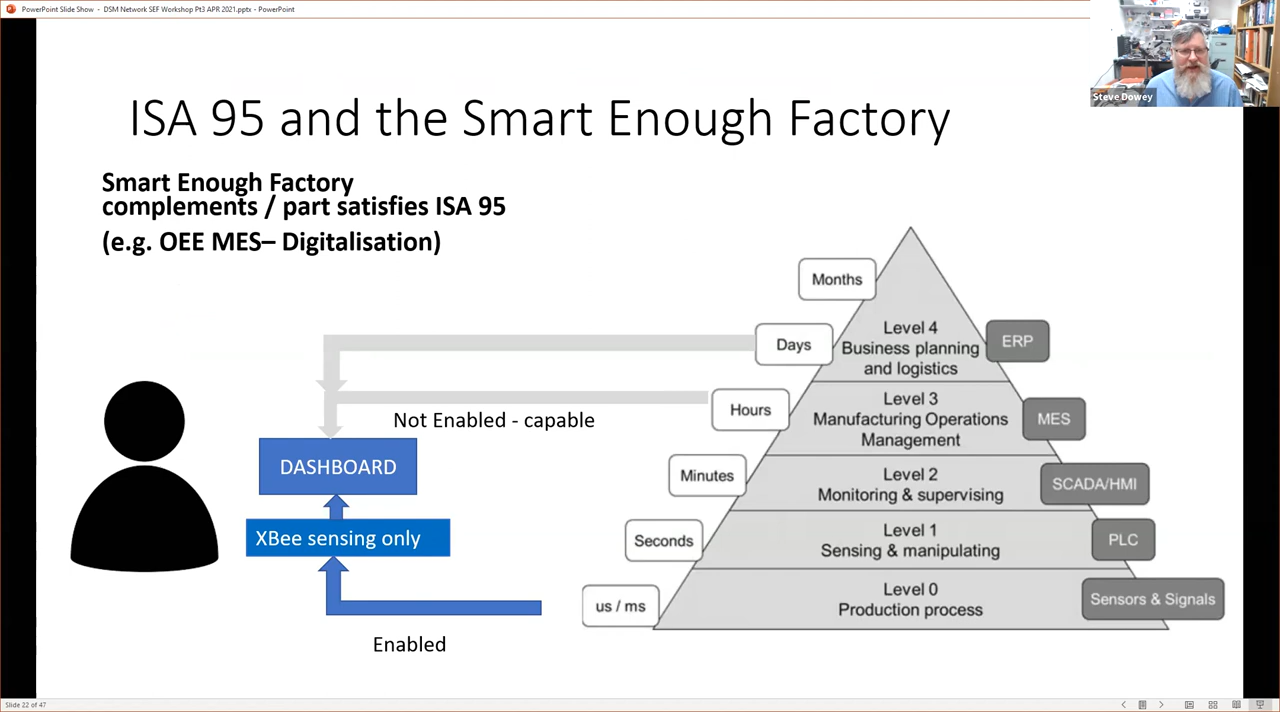 PowerPoint Slide Show - DSM Network SEF Workshop Pt3 APR 2021.pptx - PowerPoint
Steve Dowey
ISA 95 and the Smart Enough Factory
Smart Enough Factory
complements / part satisfies ISA 95
(e.g. OEE MES– Digitalisation)
Months
Days
Hours
Minutes
Seconds
us / ms
Level 4
Business planning
and logistics
Level 3
Manufacturing Operations
Management
Level 2
Monitoring & supervising
Level 1
Sensing & manipulating
Level 0
Production process
ERP
MES
SCADA/HMI
PLC
Sensors & Signals
Not Enabled - capable
DASHBOARD
XBee sensing only
Enabled
Slide 22 of 47